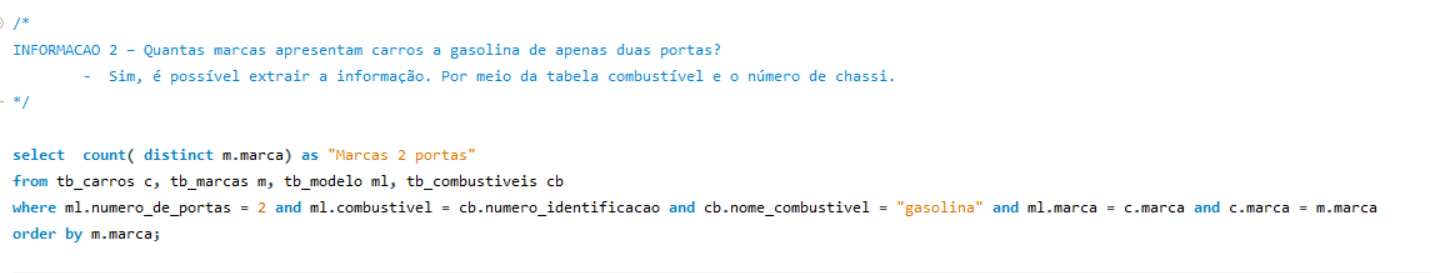 /*
INFORMACAO 2 – Quantas marcas apresentam carros a gasolina de apenas duas portas?
- Sim, é possível extrair a informação. Por meio da tabela combustível e o número de chassi.
*/
select count( distinct m.marca) as "Marcas 2 portas"
from tb_carros c, tb_marcas m, tb_modelo ml, tb_combustiveis cb
where ml.numero_de_portas = 2 and ml.combustivel = cb.numero_identificacao and cb.nome_combustivel = "gasolina" and ml.marca = c.marca and c.marca = m.marca
order by m.marca;